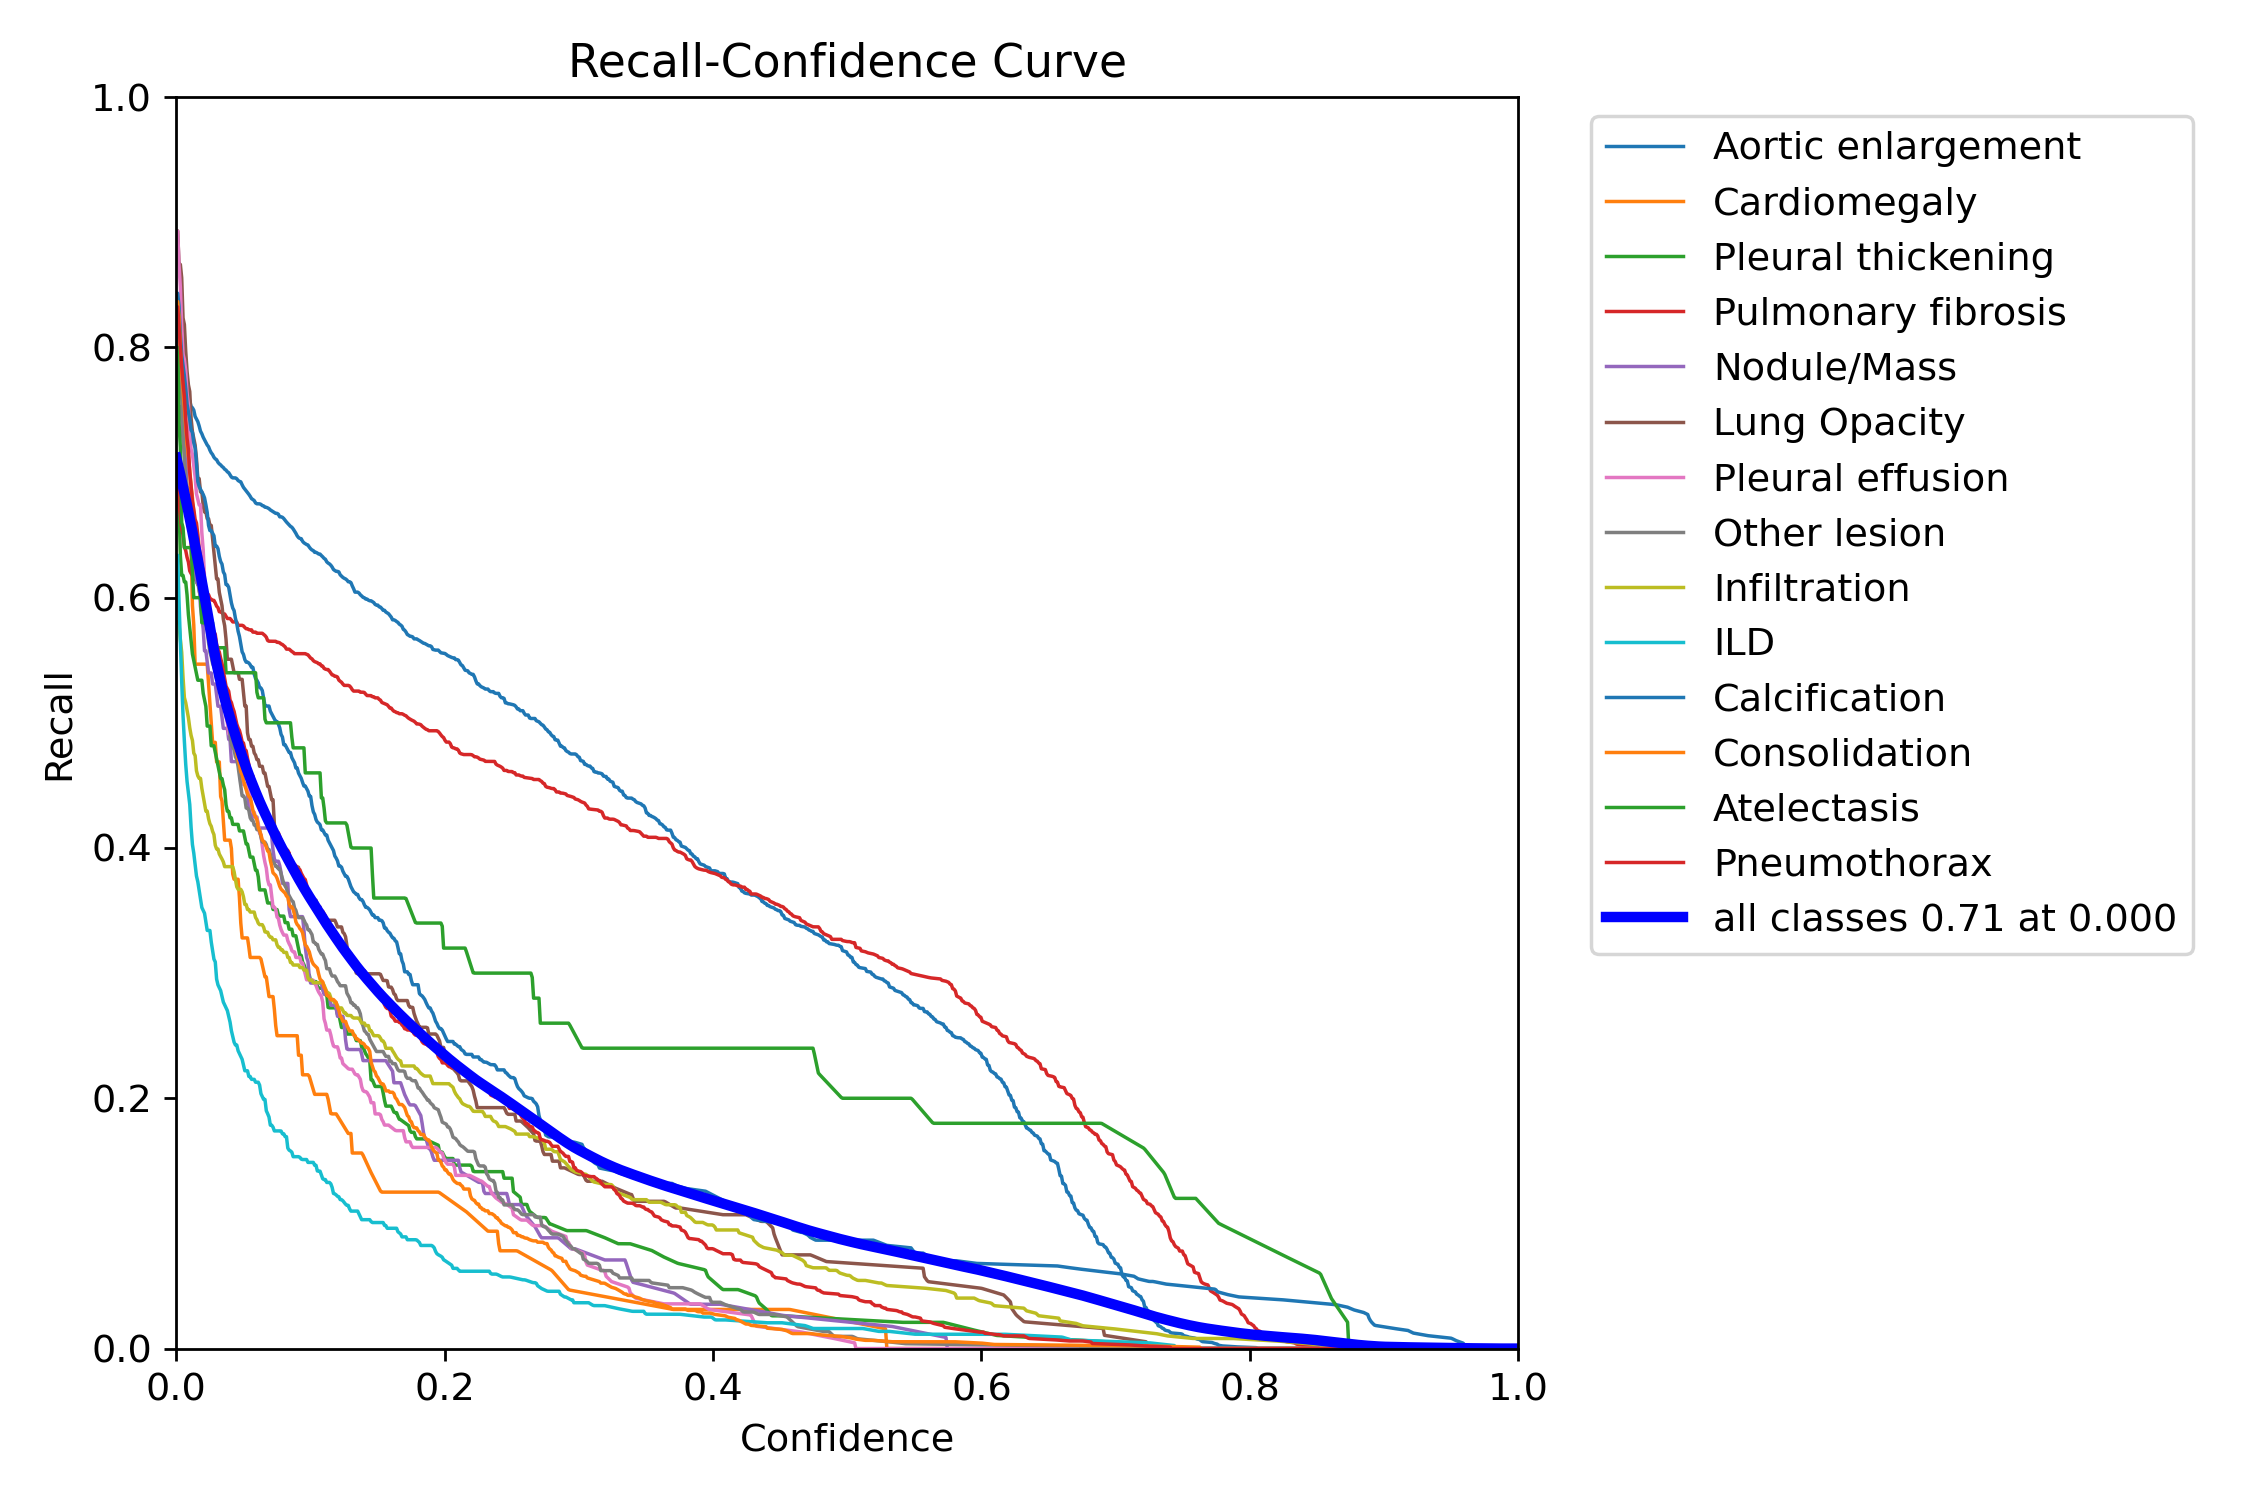 Recall-Confidence Curve
1.0
0.8
0.6
0.4
0.2
0.0
Recall
0.0 0.2 0.4 0.6 0.8 1.0
Confidence
Aortic enlargement
Cardiomegaly
Pleural thickening
Pulmonary fibrosis
Nodule/Mass
Lung Opacity
Pleural effusion
Other lesion
Infiltration
ILD
Calcification
Consolidation
Atelectasis
Pneumothorax
all classes 0.71 at 0.000